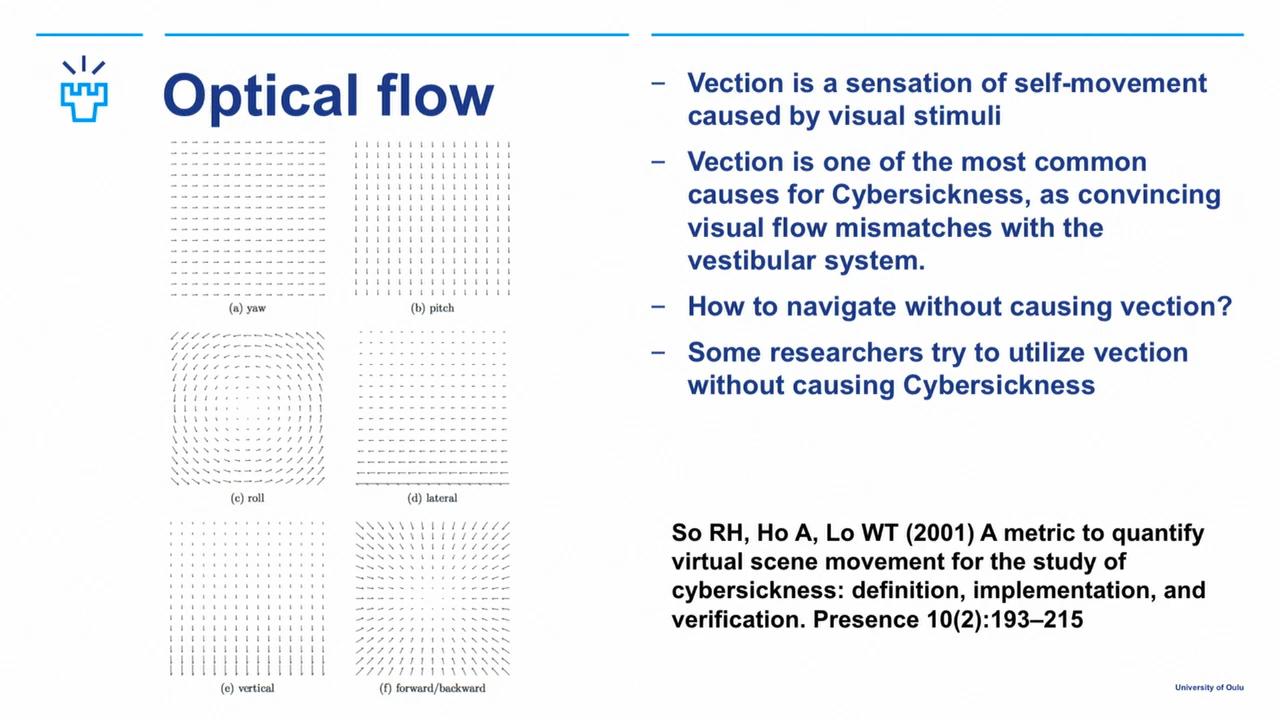 Optical flow
(a) yaw
(b) pitch
(c) roll
(d) lateral
(e) vertical
(f) forward/backward
– Vection is a sensation of self-movement
caused by visual stimuli
– Vection is one of the most common
causes for Cybersickness, as convincing
visual flow mismatches with the
vestibular system.
– How to navigate without causing vection?
– Some researchers try to utilize vection
without causing Cybersickness
So RH, Ho A, Lo WT (2001) A metric to quantify
virtual scene movement for the study of
cybersickness: definition, implementation, and
verification. Presence 10(2):193–215
University of Oulu